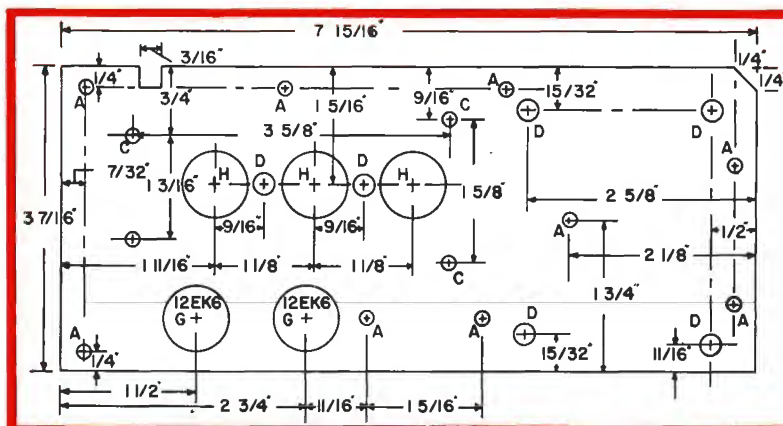 7 15/16"
3/16"
1/4"
3/4"
A
A
1 5/16"
9/16"
C
A
15/32"
1/4"
1/4"
D
D
3 5/8"
C
7/32"
1 3/16"
H
D
H
D
H
1 5/8"
A
2 5/8"
3 7/16"
9/16"
9/16"
A
1/2"
1 11/16"
1 1/8"
1 1/8"
C
2 1/8"
1 3/4"
12EK6
G
12EK6
G
A
A
A
D
D
A
1/4"
15/32"
11/16"
1 1/2"
2 3/4"
11/16"
1 5/16"